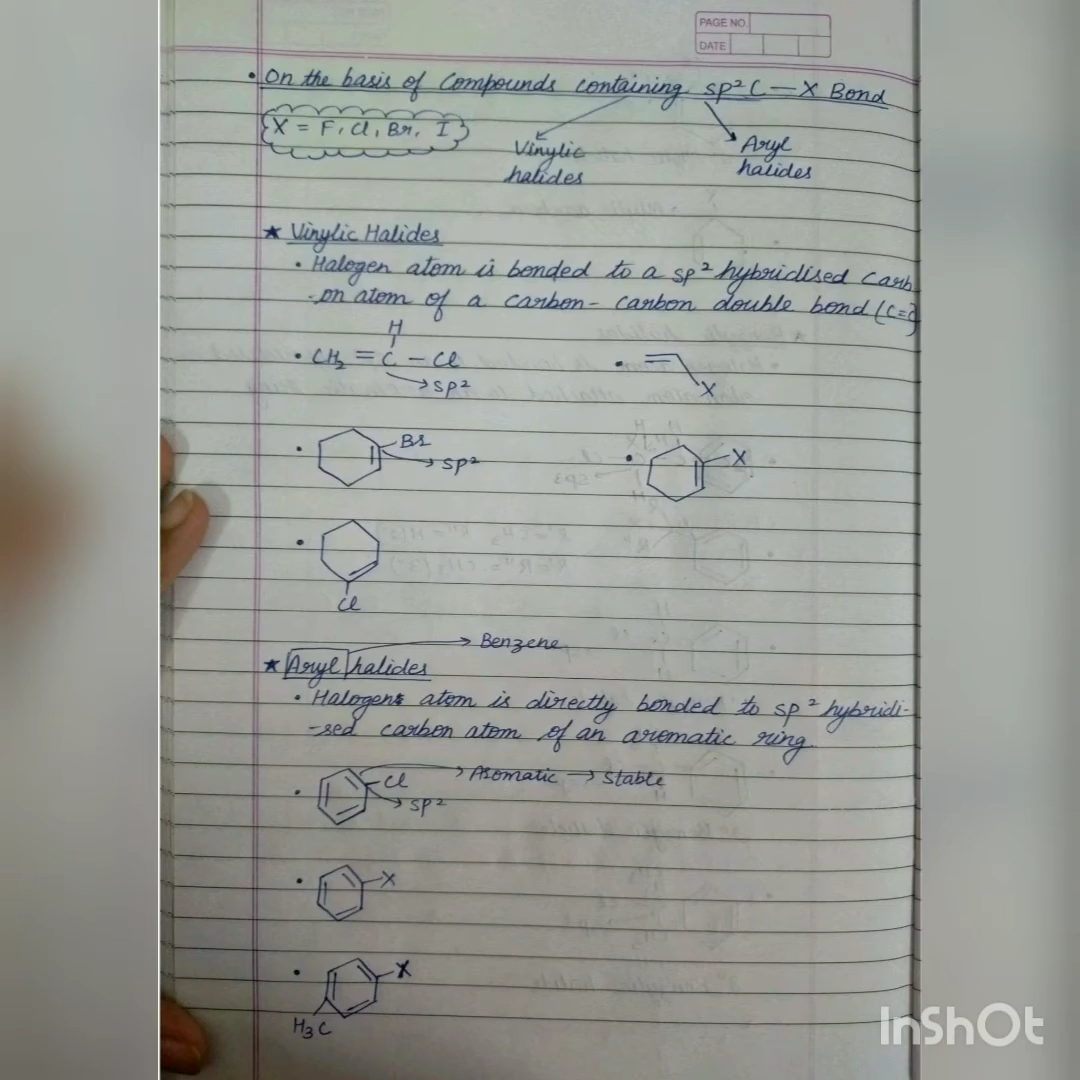 PAGE NO.
DATE
• On the basis of Compounds containing sp²C — X Bond
X = F, Cl, Br, I
Vinylic halides
Aryl halides
★ Vinylic Halides
• Halogen atom is bonded to a sp² hybridised Carb
-on atom of a carbon - carbon double bond (C=C)
H
• CH₂ = C — Cl
→ sp²
• X
• Br
→ sp²
• X
• Cl
→ Benzene
★ Aryl halides
• Halogens atom is directly bonded to sp² hybridi-
-sed carbon atom of an aromatic ring
• Cl → Aromatic → Stable
→ sp²
• X
• X
H₃C
InShOt